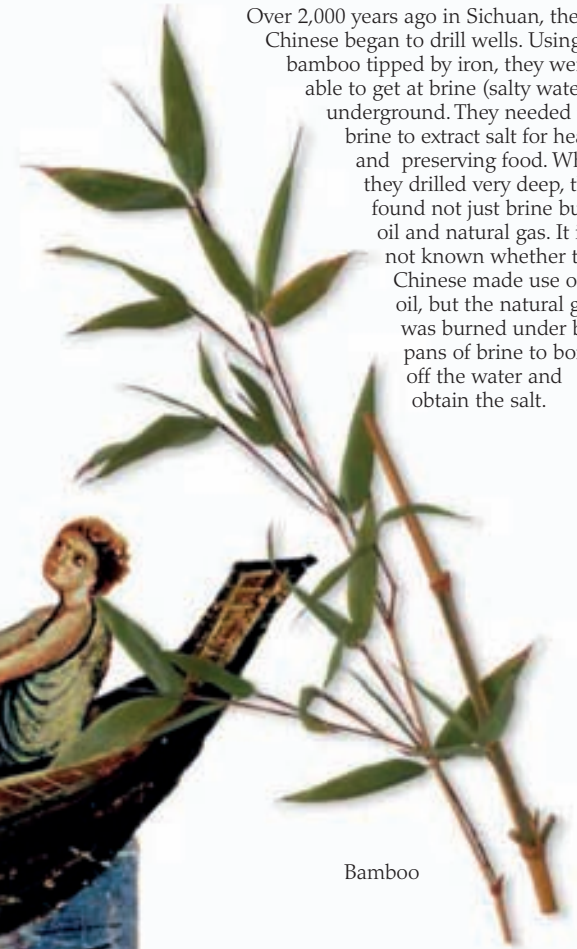 Over 2,000 years ago in Sichuan, the
Chinese began to drill wells. Using
bamboo tipped by iron, they
able to get at brine (salty
underground. They needed
brine to extract salt for
and preserving food.
they drilled very deep,
found not just brine
oil and natural gas. It
not known whether
Chinese made use
oil, but the natural
was burned under
pans of brine to
off the water and
obtain the salt.
Bamboo